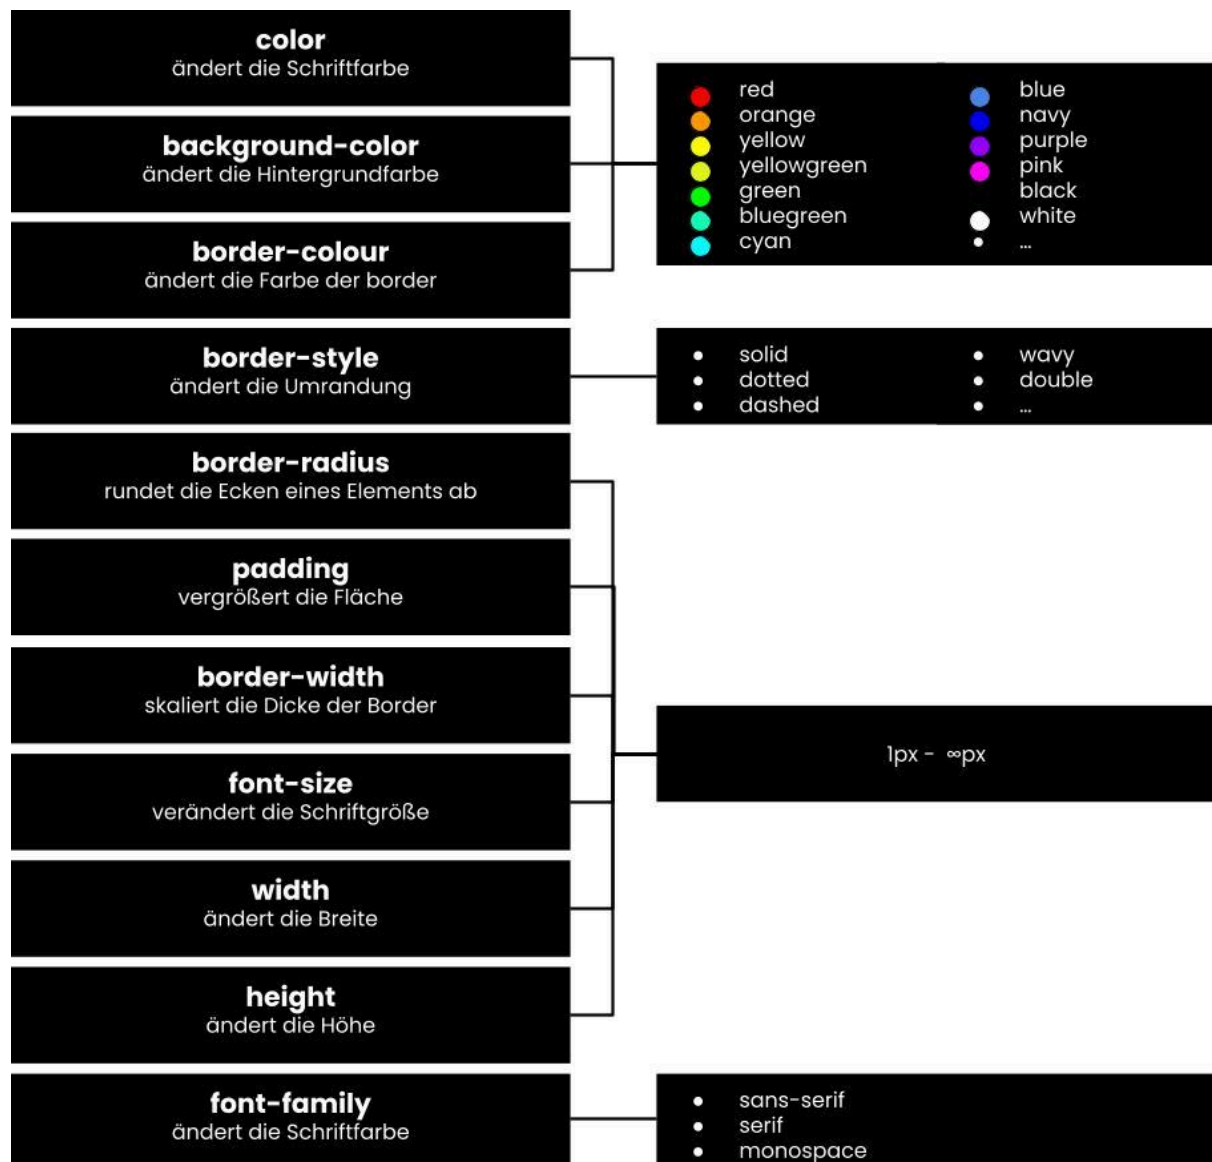 color
ändert die Schriftfarbe
background-color
ändert die Hintergrundfarbe
border-colour
ändert die Farbe der border
red
orange
yellow
yellowgreen
green
bluegreen
cyan
blue
navy
purple
pink
black
white
...
border-style
ändert die Umrandung
solid
dotted
dashed
wavy
double
...
border-radius
rundet die Ecken eines Elements ab
padding
vergrößert die Fläche
border-width
skaliert die Dicke der Border
font-size
verändert die Schriftgröße
width
ändert die Breite
height
ändert die Höhe
1px - ∞px
font-family
ändert die Schriftfarbe
sans-serif
serif
monospace